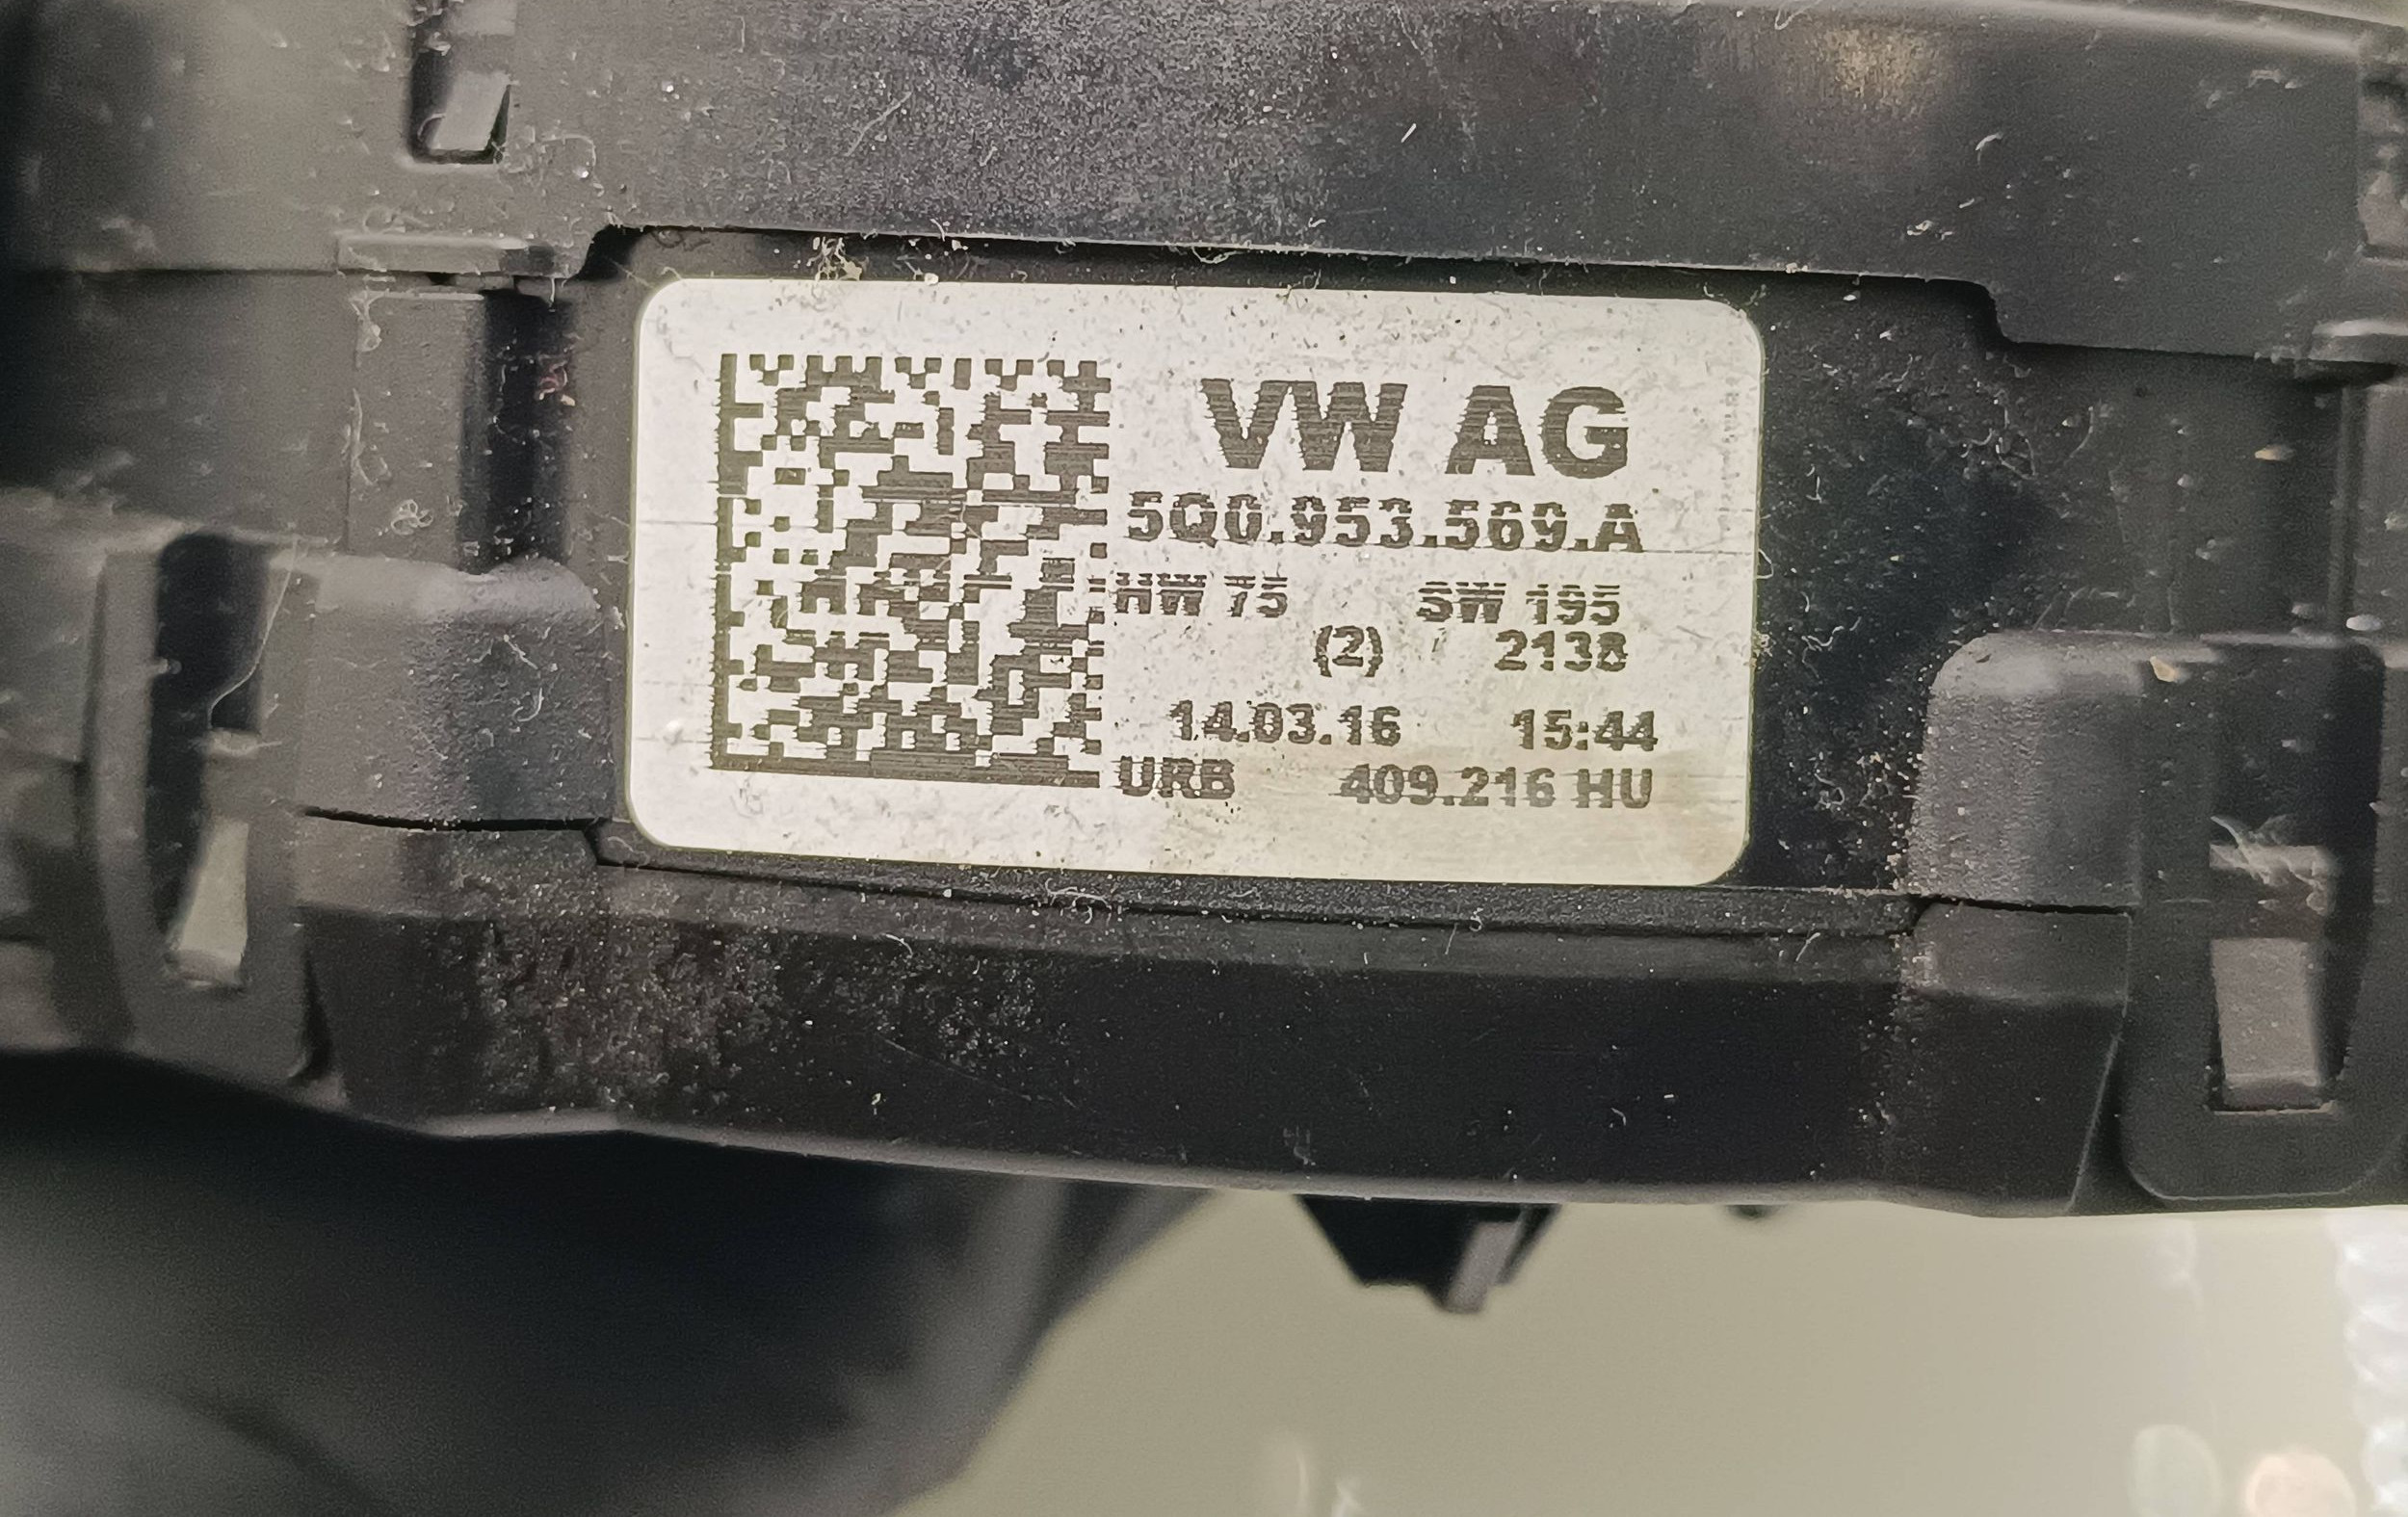 VW AG
5Q0.953.569.A
HW 75 SW 195
(2) 2138
14.03.16 15:44
URB 409.216 HU